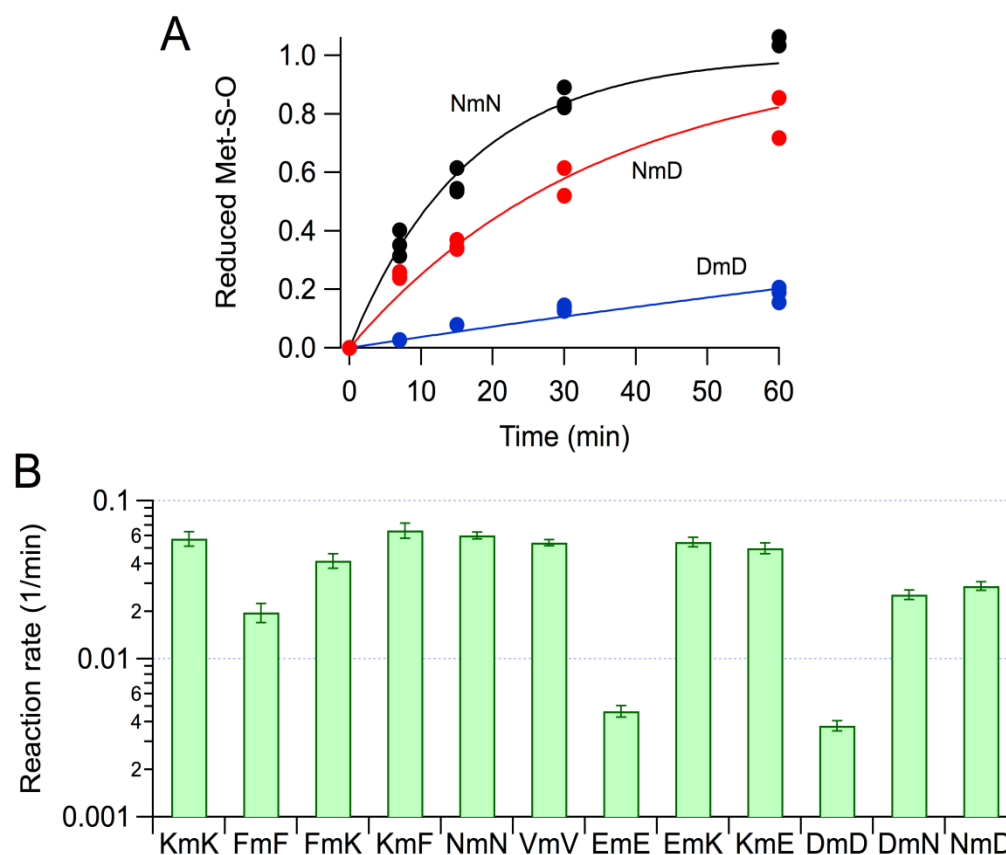 A
Reduced Met-S-O
1.0
0.8
0.6
0.4
0.2
0.0
NmN
NmD
DmD
0 10 20 30 40 50 60
Time (min)
B
Reaction rate (1/min)
0.1
6
4
2
0.01
6
4
2
0.001
KmK FmF FmK KmF NmN VmV EmE EmK KmE DmD DmN NmD